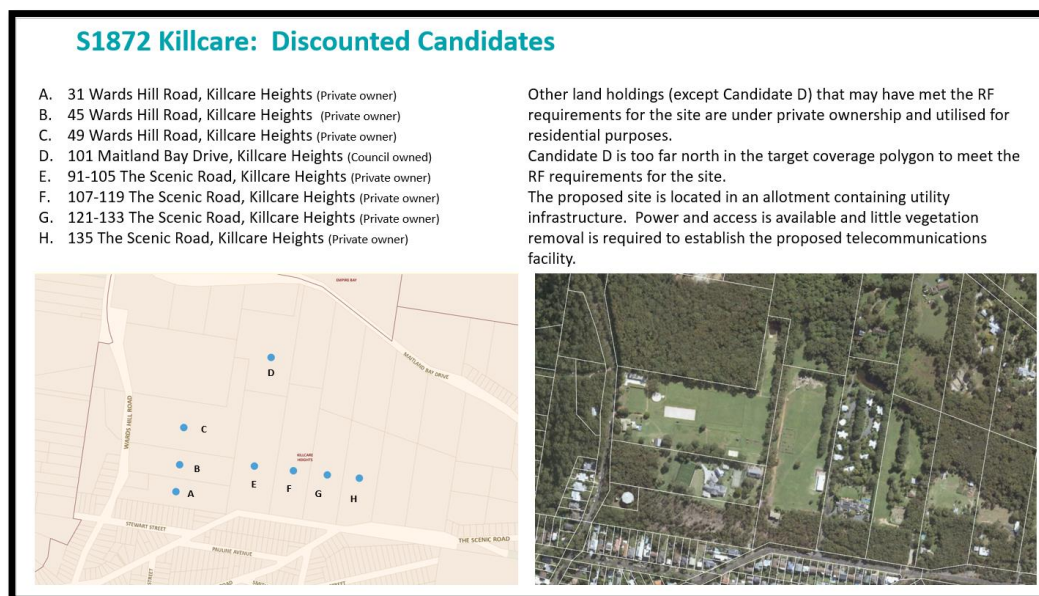 S1872 Killcare: Discounted Candidates
A. 31 Wards Hill Road, Killcare Heights (Private owner)
B. 45 Wards Hill Road, Killcare Heights (Private owner)
C. 49 Wards Hill Road, Killcare Heights (Private owner)
D. 101 Maitland Bay Drive, Killcare Heights (Council owned)
E. 91-105 The Scenic Road, Killcare Heights (Private owner)
F. 107-119 The Scenic Road, Killcare Heights (Private owner)
G. 121-133 The Scenic Road, Killcare Heights (Private owner)
H. 135 The Scenic Road, Killcare Heights (Private owner)
Other land holdings (except Candidate D) that may have met the RF
requirements for the site are under private ownership and utilised for
residential purposes.
Candidate D is too far north in the target coverage polygon to meet the
RF requirements for the site.
The proposed site is located in an allotment containing utility
infrastructure. Power and access is available and little vegetation
removal is required to establish the proposed telecommunications
facility.
EMPIRE BAY
MAITLAND BAY DRIVE
D
WARDS HILL ROAD
C
KILLCARE
HEIGHTS
B
E
F
G
H
A
STEWART STREET
THE SCENIC ROAD
PAULINE AVENUE
STREET
ROAD
STREET